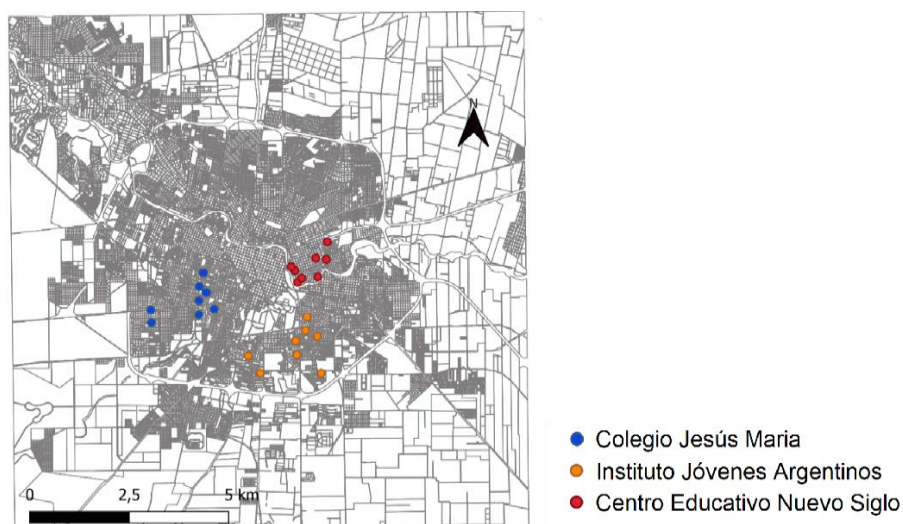 N
0 2,5 5 km
Colegio Jesús Maria
Instituto Jóvenes Argentinos
Centro Educativo Nuevo Siglo